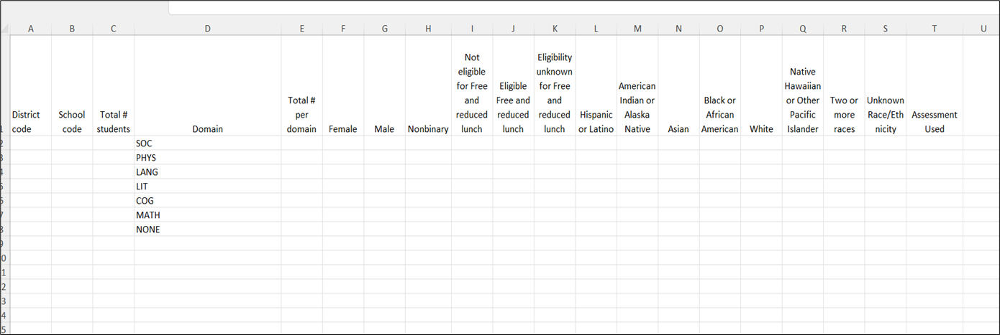 A B C D E F G H I J K L M N O P Q R S T U
Not Eligibility
eligible unknown Native
for Free Eligible for Free American Black or Hawaiian
and Free and and Indian or African or Other Two or Unknown
District School Total # Total # reduced reduced reduced Hispanic Alaska American Pacific more Race/Eth Assessment
code code students Domain per domain Female Male Nonbinary lunch lunch lunch or Latino Native Asian White Islander races nicity Used
1
2 SOC
3 PHYS
4 LANG
5 LIT
6 COG
7 MATH
8 NONE
9
0
1
2
3
4
5